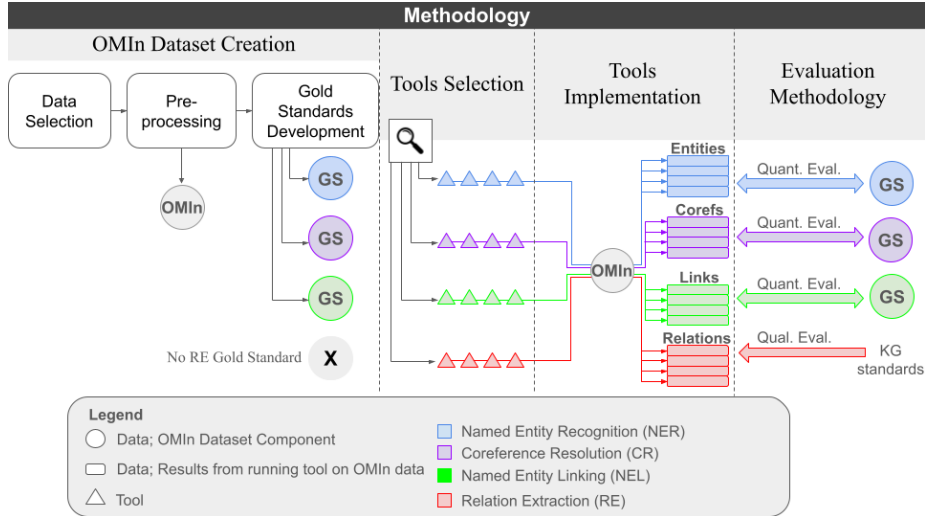 Methodology
OMIn Dataset Creation
Tools Selection
Tools
Implementation
Evaluation
Methodology
Data
Selection
Pre-
processing
Gold
Standards
Development
OMIn
GS
GS
GS
No RE Gold Standard
X
OMIn
Entities
Corefs
Links
Relations
Quant. Eval.
GS
Quant. Eval.
GS
Quant. Eval.
GS
Qual. Eval.
KG
standards
Legend
Data; OMIn Dataset Component
Data; Results from running tool on OMIn data
Tool
Named Entity Recognition (NER)
Coreference Resolution (CR)
Named Entity Linking (NEL)
Relation Extraction (RE)